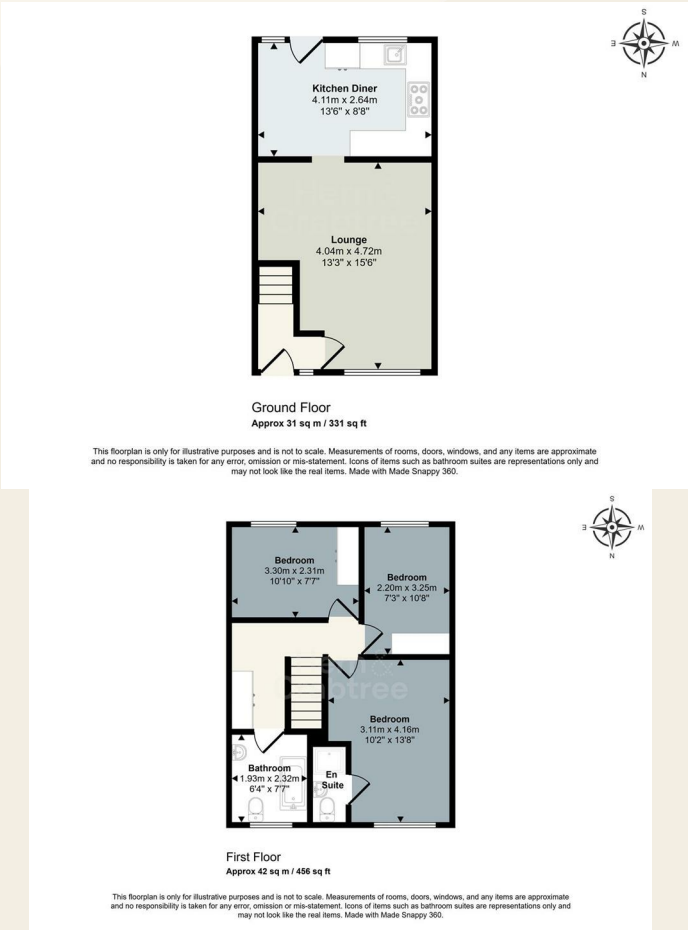 S
E
W
N
Kitchen Diner
4.11m x 2.64m
13'6" x 8'8"
Lounge
4.04m x 4.72m
13'3" x 15'6"
Ground Floor
Approx 31 sq m / 331 sq ft
This floorplan is only for illustrative purposes and is not to scale. Measurements of rooms, doors, windows, and any items are approximate
and no responsibility is taken for any error, omission or mis-statement. Icons of items such as bathroom suites are representations only and
may not look like the real items. Made with Made Snappy 360.
S
E
W
N
Bedroom
3.30m x 2.31m
10'10" x 7'7"
Bedroom
2.20m x 3.25m
7'3" x 10'8"
Crabtree
Bedroom
3.11m x 4.16m
10'2" x 13'8"
Bathroom
1.93m x 2.32m
6'4" x 7'7"
En
Suite
First Floor
Approx 42 sq m / 456 sq ft
This floorplan is only for illustrative purposes and is not to scale. Measurements of rooms, doors, windows, and any items are approximate
and no responsibility is taken for any error, omission or mis-statement. Icons of items such as bathroom suites are representations only and
may not look like the real items. Made with Made Snappy 360.